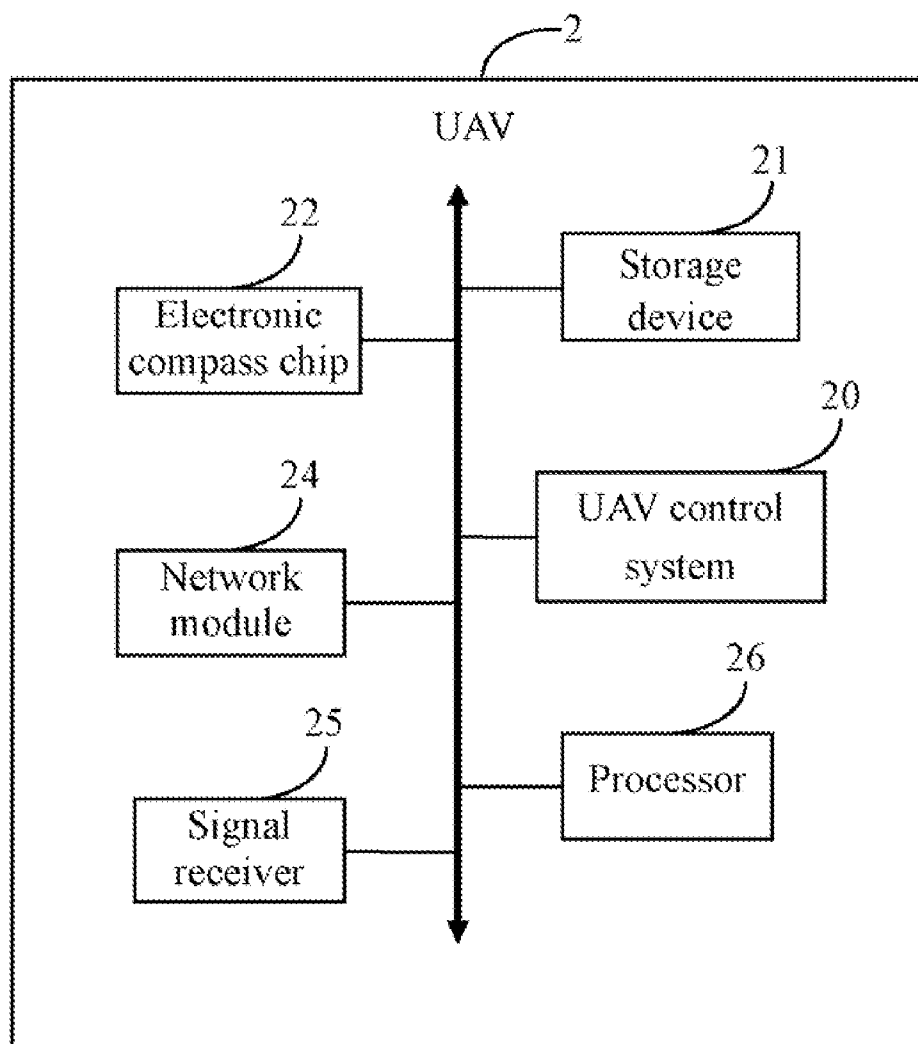 2
UAV
21
Storage
device
22
Electronic
compass chip
20
UAV control
system
24
Network
module
26
Processor
25
Signal
receiver